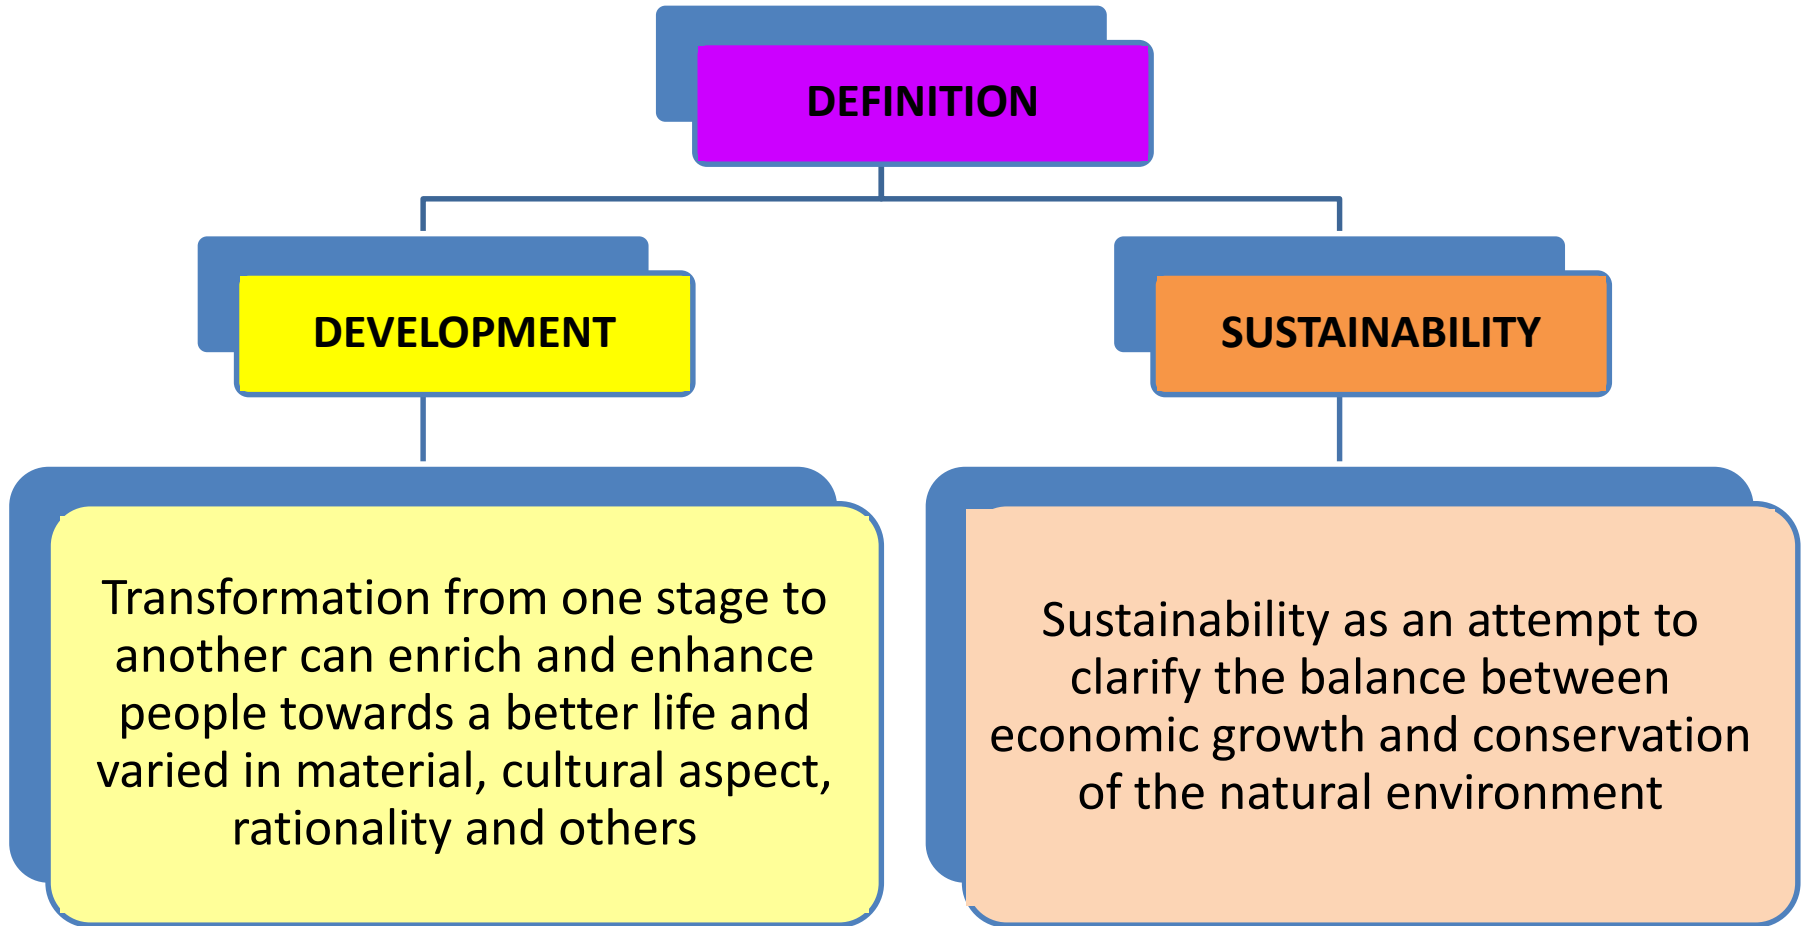 DEFINITION
DEVELOPMENT
SUSTAINABILITY
Transformation from one stage to
another can enrich and enhance
people towards a better life and
varied in material, cultural aspect,
rationality and others
Sustainability as an attempt to
clarify the balance between
economic growth and conservation
of the natural environment